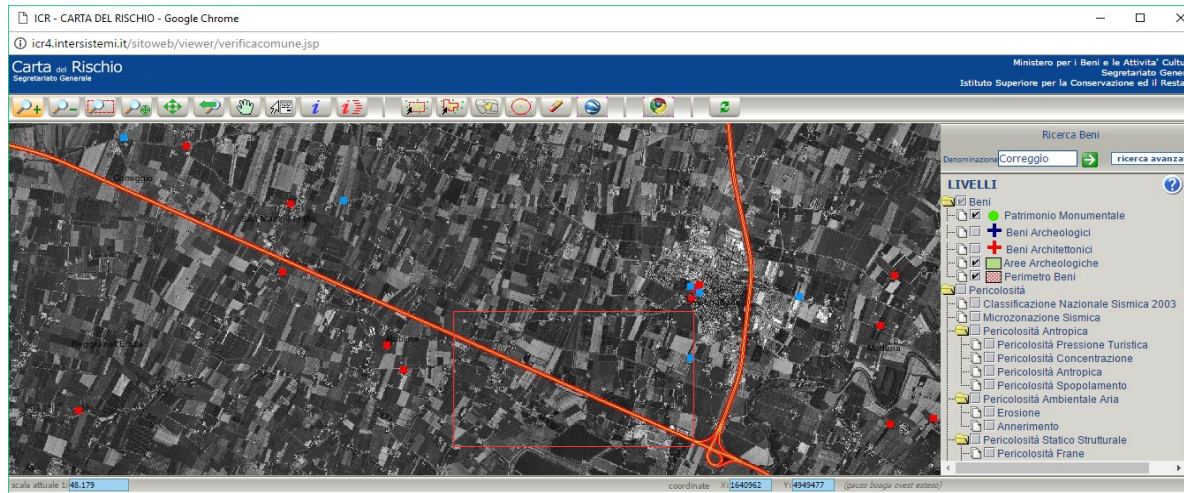 ICR - CARTA DEL RISCHIO - Google Chrome
icr4.intersistemi.it/sitoweb/viewer/verificacomune.jsp
Carta del Rischio
Segretariato Generale
Ministero per i Beni e le Attivita' Cultu
Segretariato Gener
Istituto Superiore per la Conservazione ed il Resta
Ricerca Beni
Denominazione Correggio ricerca avanzat
LIVELLI
Beni
Patrimonio Monumentale
Beni Archeologici
Beni Architettonici
Aree Archeologiche
Perimetro Beni
Pericolosità
Classificazione Nazionale Sismica 2003
Microzonazione Sismica
Pericolosità Antropica
Pericolosità Pressione Turistica
Pericolosità Concentrazione
Pericolosità Antropica
Pericolosità Spopolamento
Pericolosità Ambientale Aria
Erosione
Annerimento
Pericolosità Statico Strutturale
Pericolosità Frane
Correggio
Modena
scala attuale 1: 48.179
coordinate X: 1640962 Y: 4949477 (gauss boaga ovest esteso)